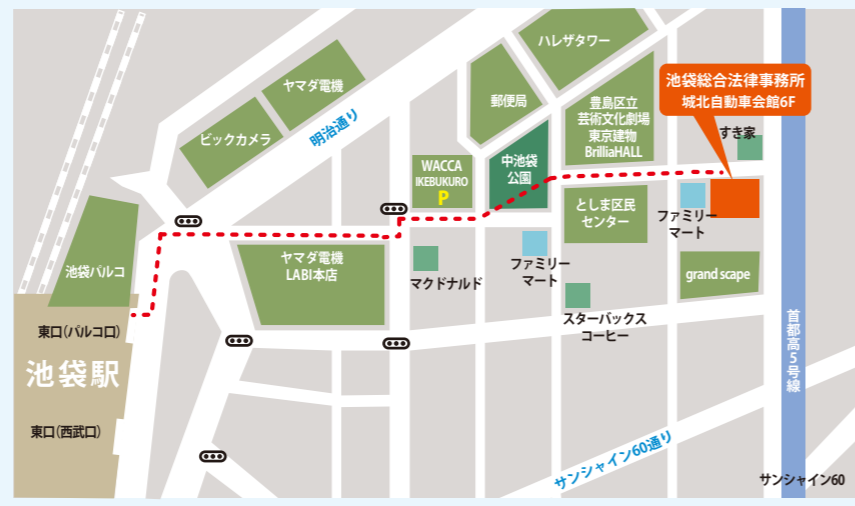 ハレザタワー
ヤマダ電機
ビックカメラ
明治通り
郵便局
豊島区立
芸術文化劇場
東京建物
BrilliaHALL
池袋総合法律事務所
城北自動車会館6F
すき家
WACCA
IKEBUKURO
P
中池袋
公園
としま区民
センター
ファミリー
マート
池袋パルコ
ヤマダ電機
LABI本店
マクドナルド
ファミリー
マート
grand scape
スターバックス
コーヒー
首都高5号線
東口(パルコ口)
池袋駅
東口(西武口)
サンシャイン60通り
サンシャイン60